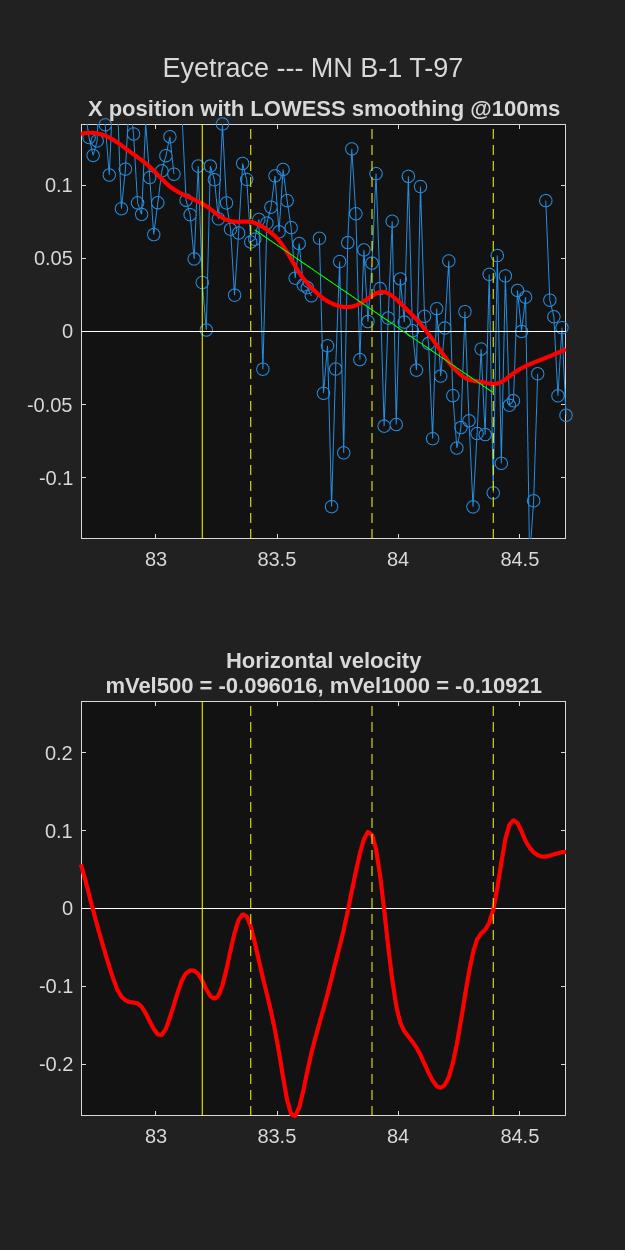 Eyetrace --- MN B-1 T-97
X position with LOWESS smoothing @100ms
0.1
0.05
0
-0.05
-0.1
83 83.5 84 84.5
Horizontal velocity
mVel500 = -0.096016, mVel1000 = -0.10921
0.2
0.1
0
-0.1
-0.2
83 83.5 84 84.5